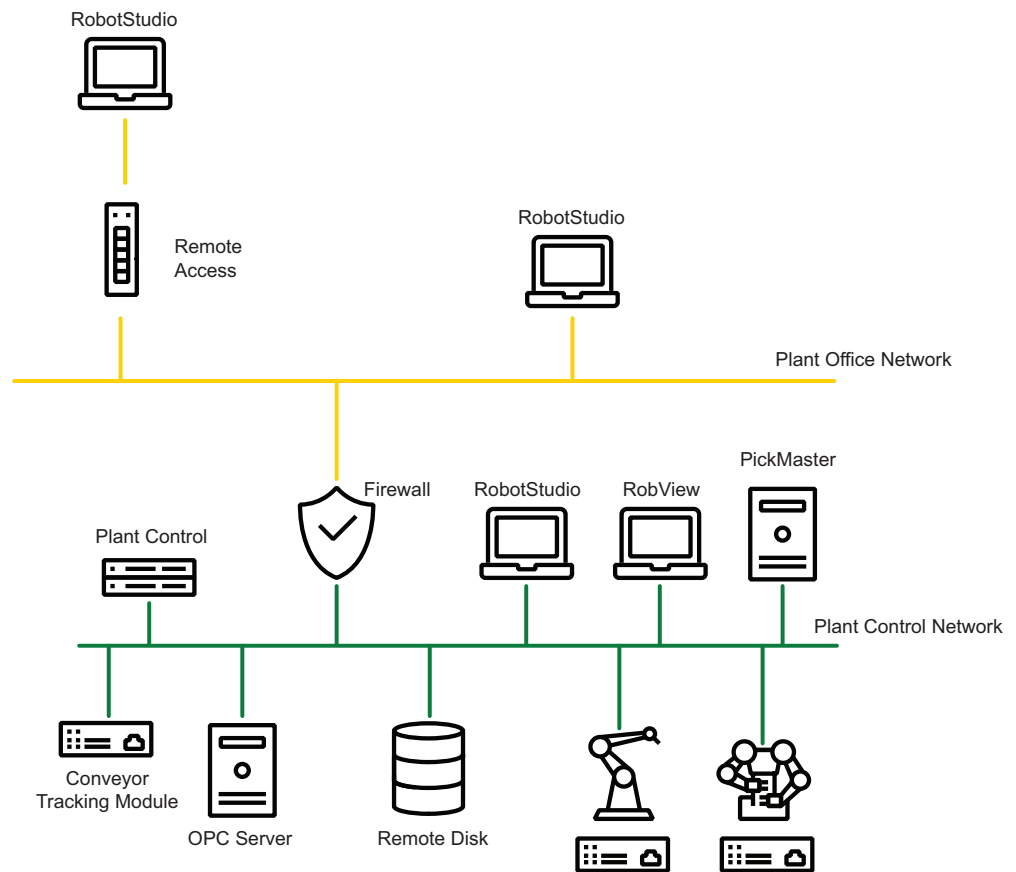 RobotStudio
Remote
Access
RobotStudio
Plant Office Network
Firewall
RobotStudio
RobView
PickMaster
Plant Control
Plant Control Network
Conveyor
Tracking Module
OPC Server
Remote Disk